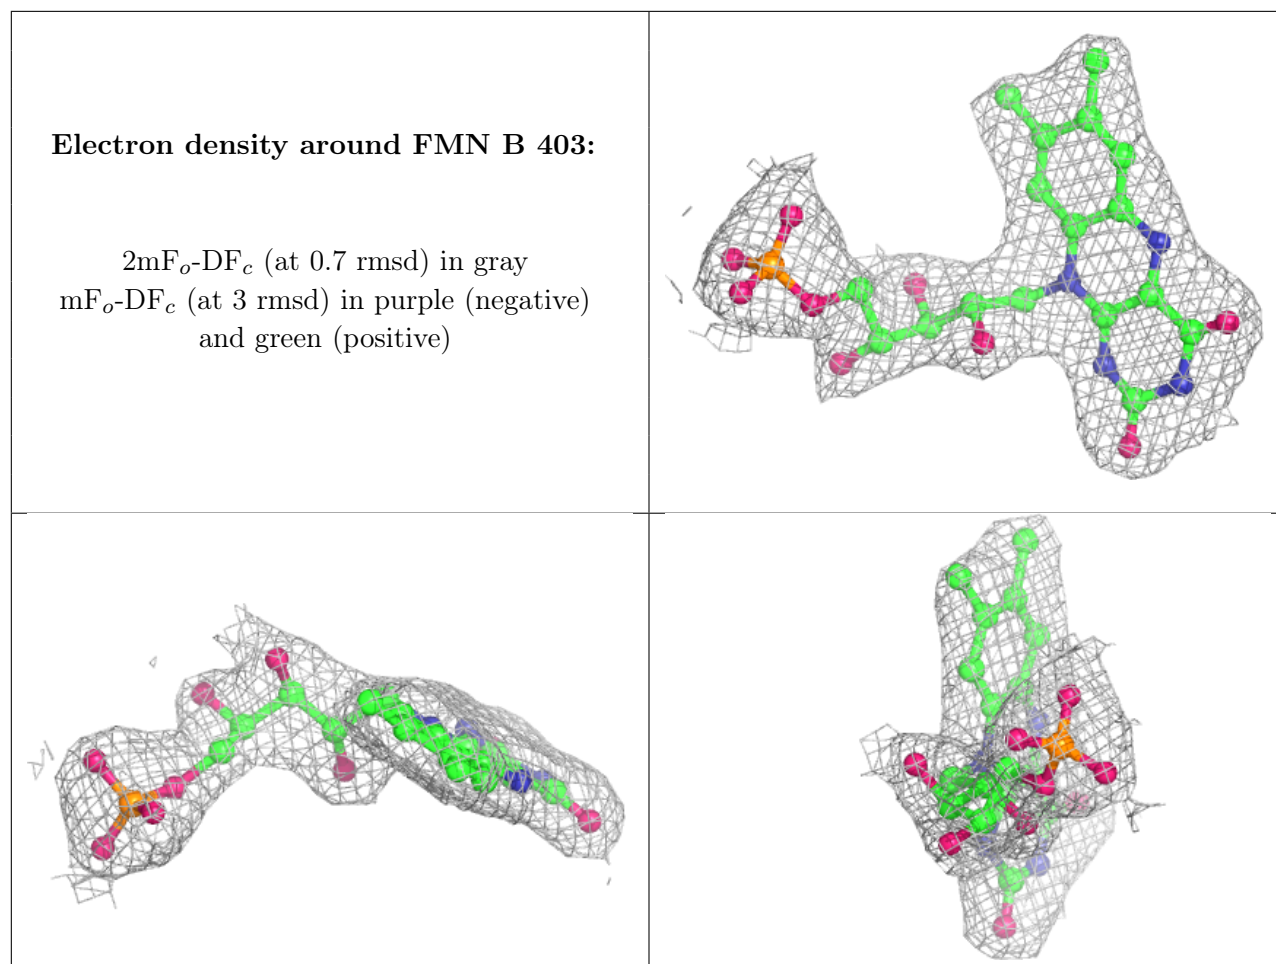 Electron density around FMN B 403:
2mFo-DFc (at 0.7 rmsd) in gray
mFo-DFc (at 3 rmsd) in purple (negative)
and green (positive)